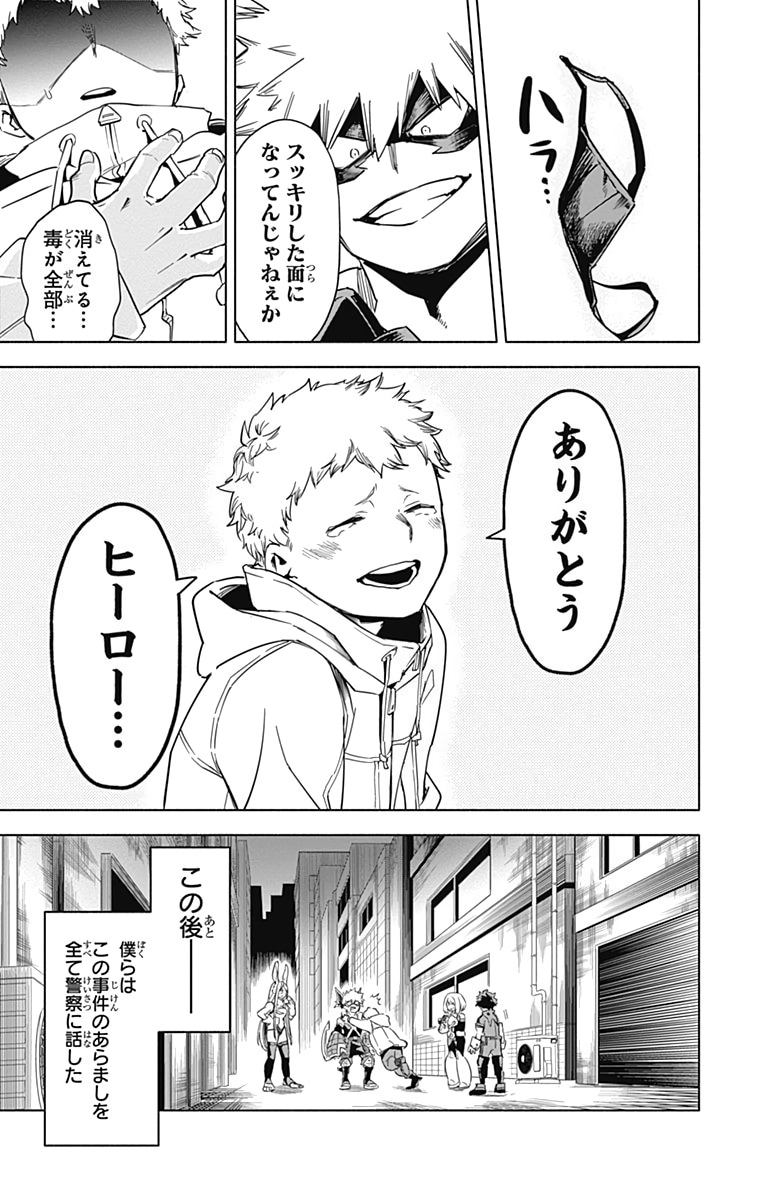 ハラ…
スッキリした面に
なってんじゃねぇか
消えてる…
毒が全部…
ありがとう
ヒーロー…
この後——
僕らは
この事件のあらましを
全て警察に話した